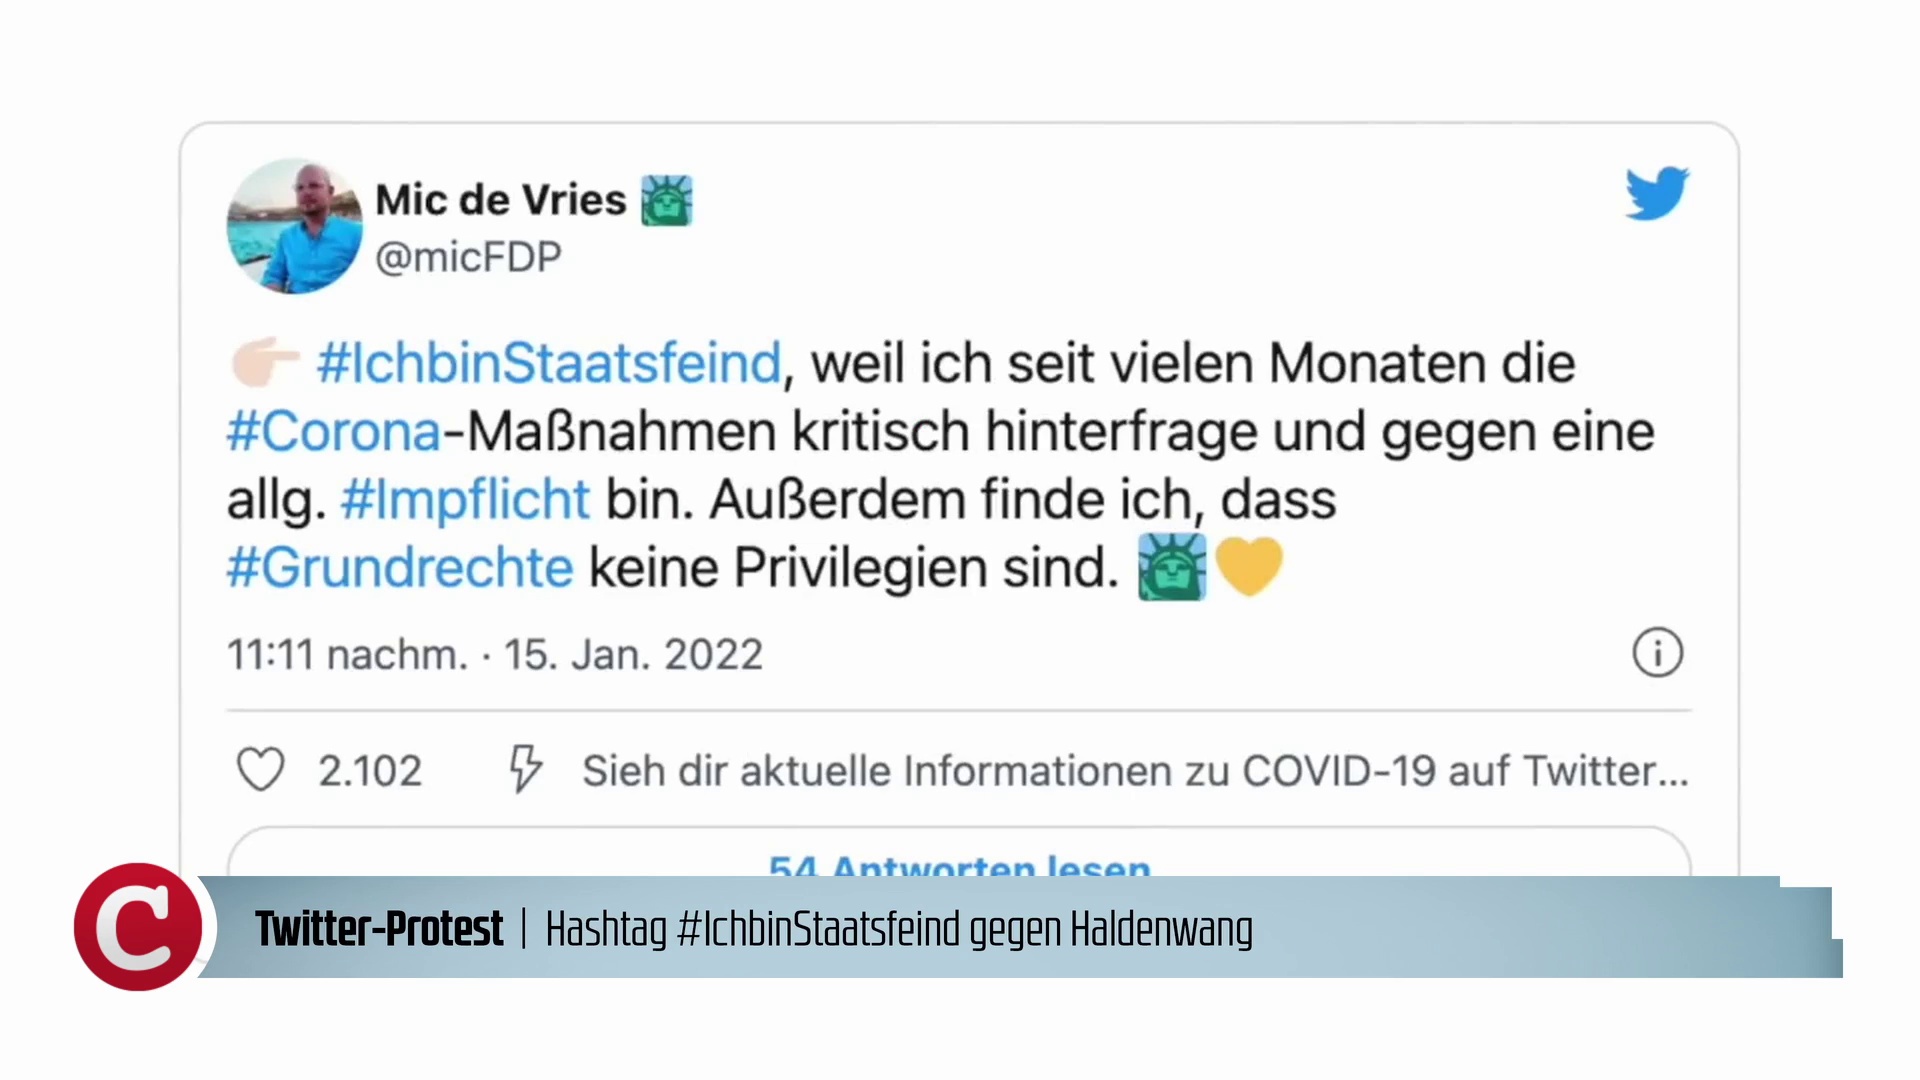 Mic de Vries
@micFDP
#IchbinStaatsfeind, weil ich seit vielen Monaten die
#Corona-Maßnahmen kritisch hinterfrage und gegen eine
allg. #Impflicht bin. Außerdem finde ich, dass
#Grundrechte keine Privilegien sind.
11:11 nachm. · 15. Jan. 2022
2.102 Sieh dir aktuelle Informationen zu COVID-19 auf Twitter...
54 Antworten lesen
C
Twitter-Protest | Hashtag #IchbinStaatsfeind gegen Haldenwang